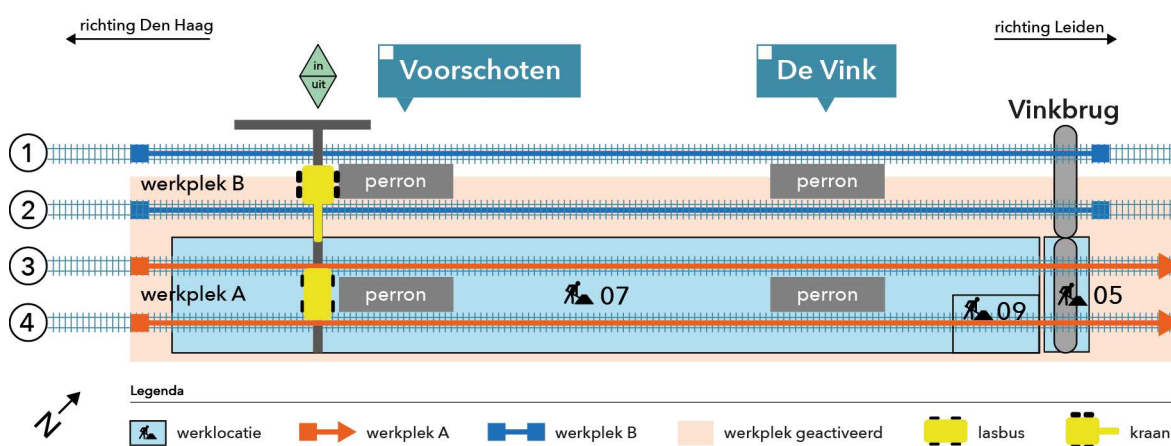 richting Den Haag
richting Leiden
in
uit
Voorschoten
De Vink
Vinkbrug
1
werkplek B
perron
perron
2
3
werkplek A
perron
07
perron
09
05
4
N
Legenda
werklocatie
werkplek A
werkplek B
werkplek geactiveerd
lasbus
kraan